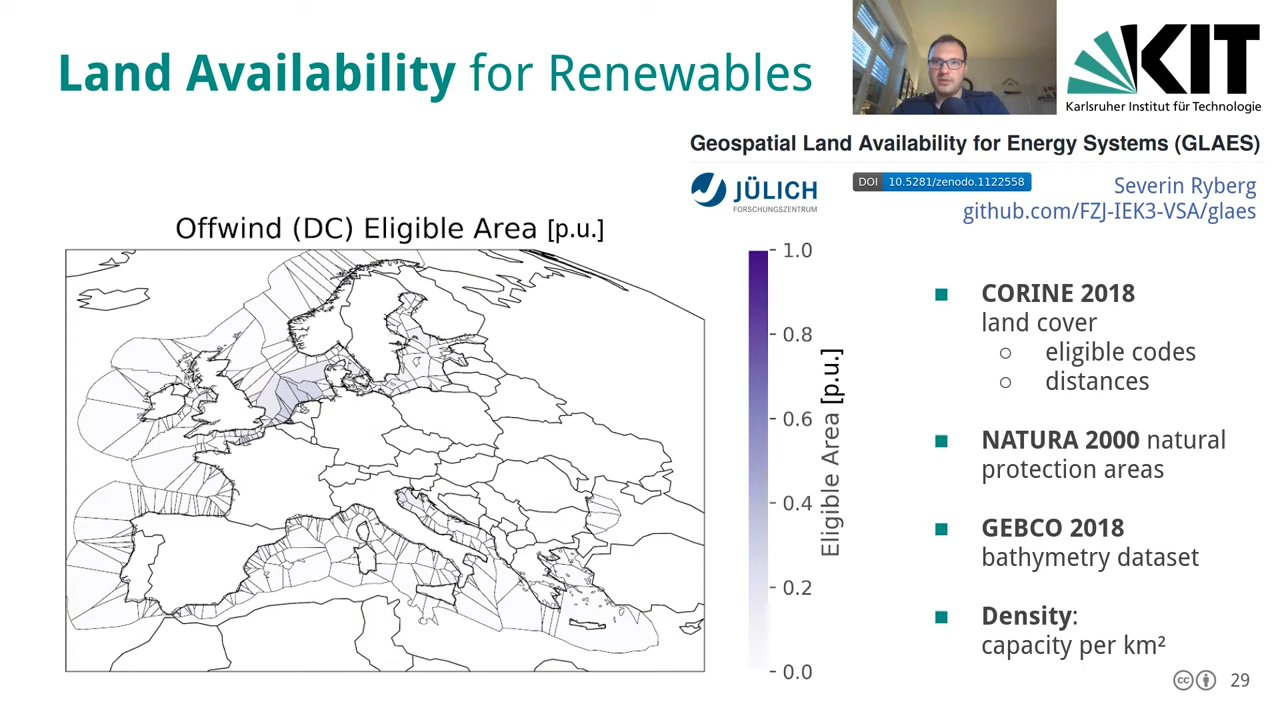 Land Availability for Renewables
KIT
Karlsruher Institut für Technologie
Geospatial Land Availability for Energy Systems (GLAES)
JÜLICH
FORSCHUNGSZENTRUM
DOI 10.5281/zenodo.1122558
Severin Ryberg
github.com/FZJ-IEK3-VSA/glaes
Offwind (DC) Eligible Area [p.u.]
1.0
0.8
0.6
0.4
0.2
0.0
Eligible Area [p.u.]
■ CORINE 2018
land cover
○ eligible codes
○ distances
■ NATURA 2000 natural
protection areas
■ GEBCO 2018
bathymetry dataset
■ Density:
capacity per km²
cc
29